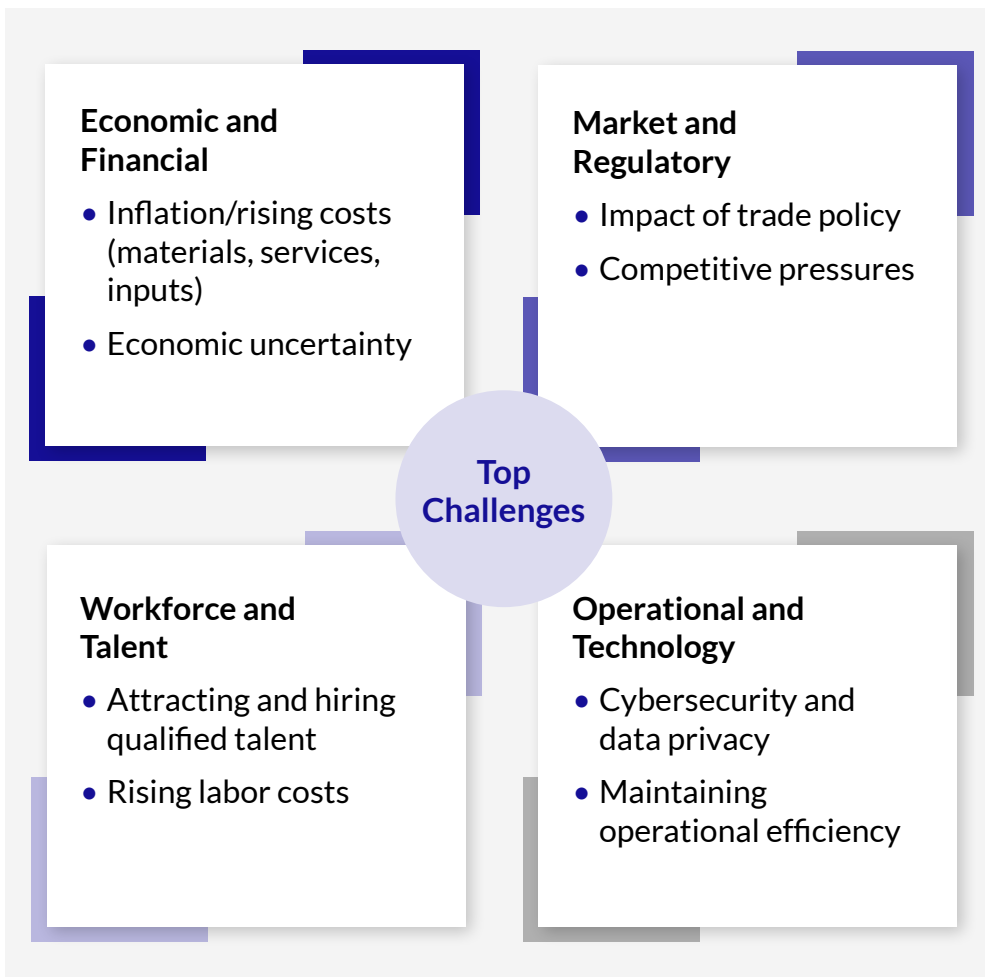 Economic and
Financial
• Inflation/rising costs
(materials, services,
inputs)
• Economic uncertainty
Market and
Regulatory
• Impact of trade policy
• Competitive pressures
Top
Challenges
Workforce and
Talent
• Attracting and hiring
qualified talent
• Rising labor costs
Operational and
Technology
• Cybersecurity and
data privacy
• Maintaining
operational efficiency